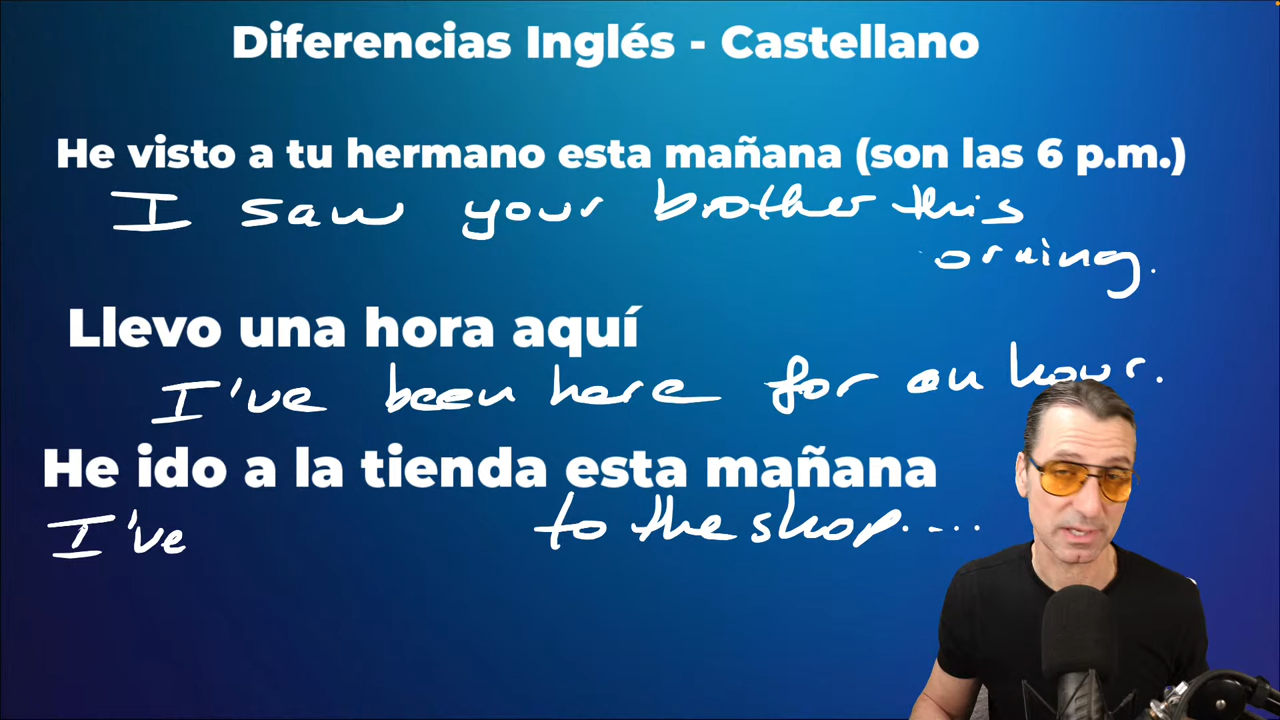 Diferencias Inglés - Castellano
He visto a tu hermano esta mañana (son las 6 p.m.)
I saw your brother this
orning.
Llevo una hora aquí
I've been here for an hour.
He ido a la tienda esta mañana
I've to the shop....